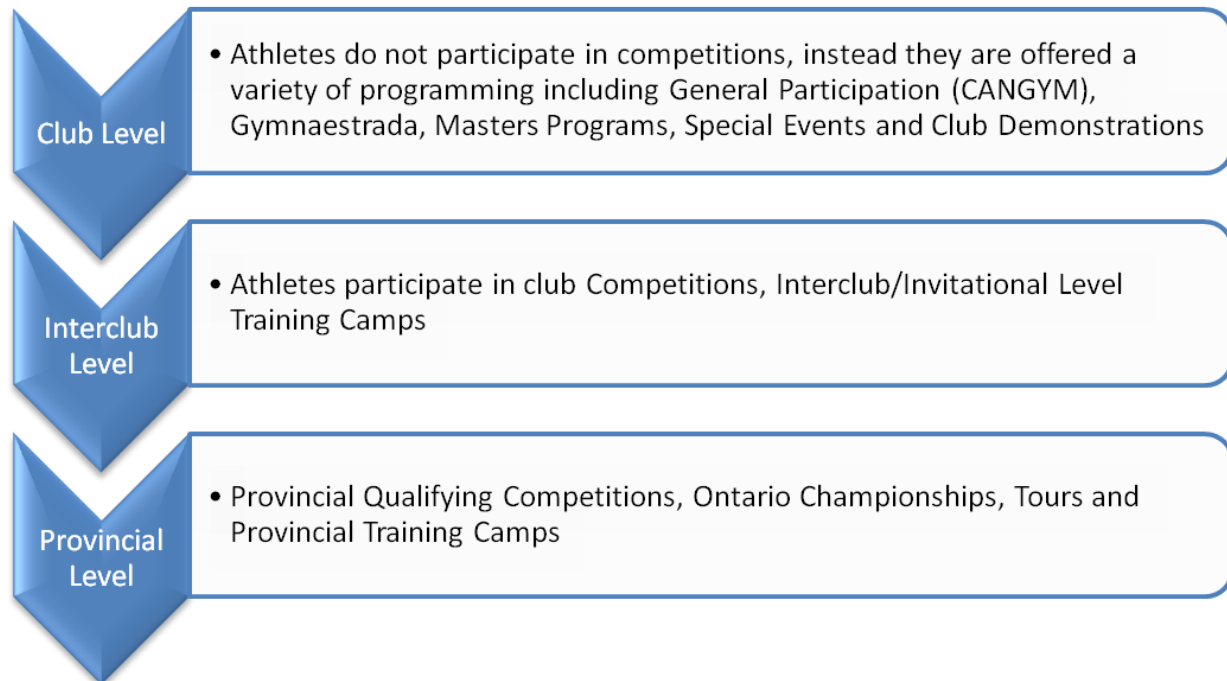 Club Level
• Athletes do not participate in competitions, instead they are offered a
variety of programming including General Participation (CANGYM),
Gymnaestrada, Masters Programs, Special Events and Club Demonstrations
Interclub
Level
• Athletes participate in club Competitions, Interclub/Invitational Level
Training Camps
Provincial
Level
• Provincial Qualifying Competitions, Ontario Championships, Tours and
Provincial Training Camps